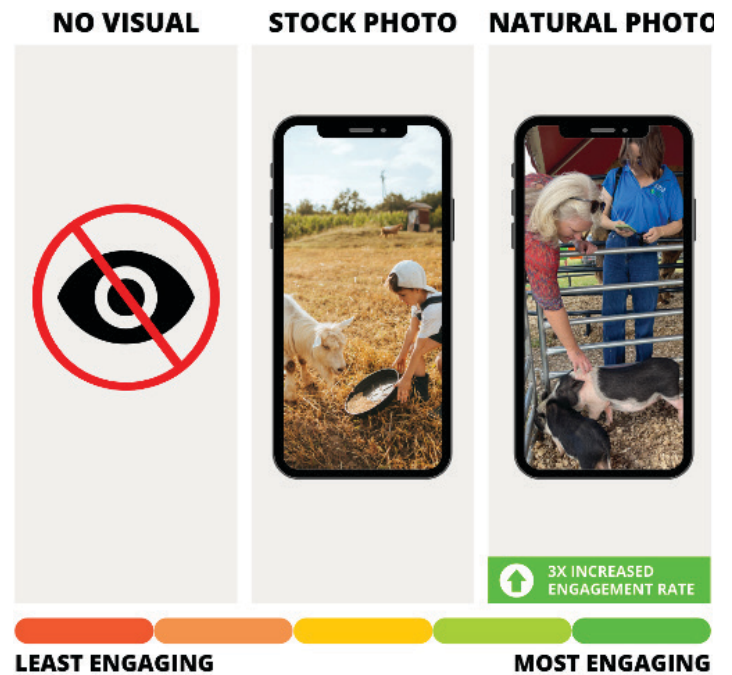 NO VISUAL
STOCK PHOTO
NATURAL PHOTO
3X INCREASED
ENGAGEMENT RATE
LEAST ENGAGING
MOST ENGAGING